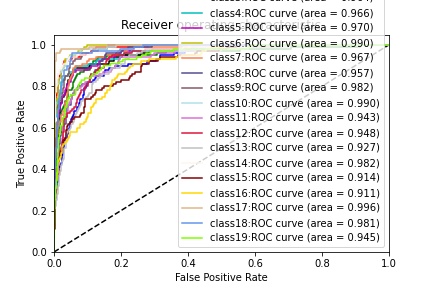 Receiver
class4:ROC curve (area = 0.966)
class5:ROC curve (area = 0.970)
class6:ROC curve (area = 0.990)
class7:ROC curve (area = 0.967)
class8:ROC curve (area = 0.957)
class9:ROC curve (area = 0.982)
class10:ROC curve (area = 0.990)
class11:ROC curve (area = 0.943)
class12:ROC curve (area = 0.948)
class13:ROC curve (area = 0.927)
class14:ROC curve (area = 0.982)
class15:ROC curve (area = 0.914)
class16:ROC curve (area = 0.911)
class17:ROC curve (area = 0.996)
class18:ROC curve (area = 0.981)
class19:ROC curve (area = 0.945)
True Positive Rate
1.0
0.8
0.6
0.4
0.2
0.0
0.0 0.2 0.4 0.6 0.8 1.0
False Positive Rate